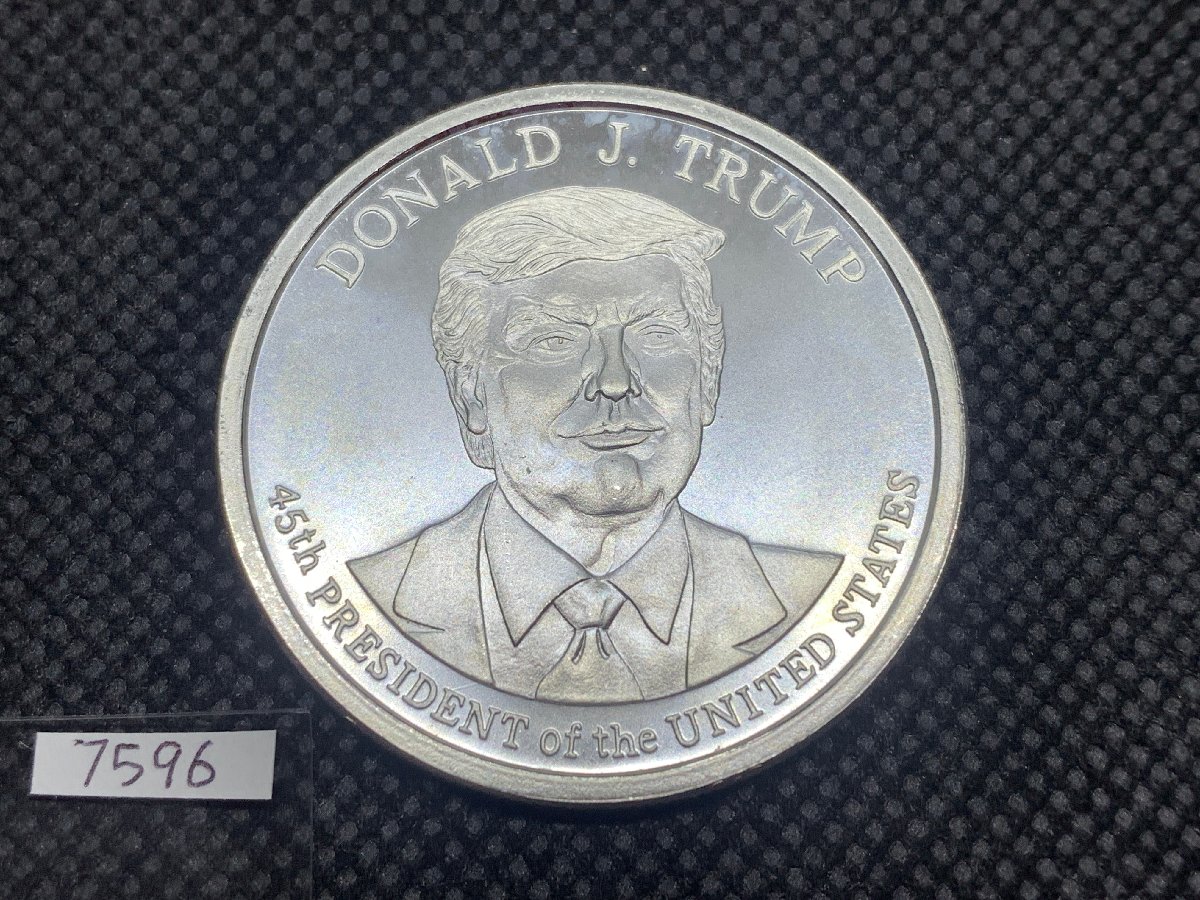 DONALD J. TRUMP
45th PRESIDENT of the UNITED STATES
7596